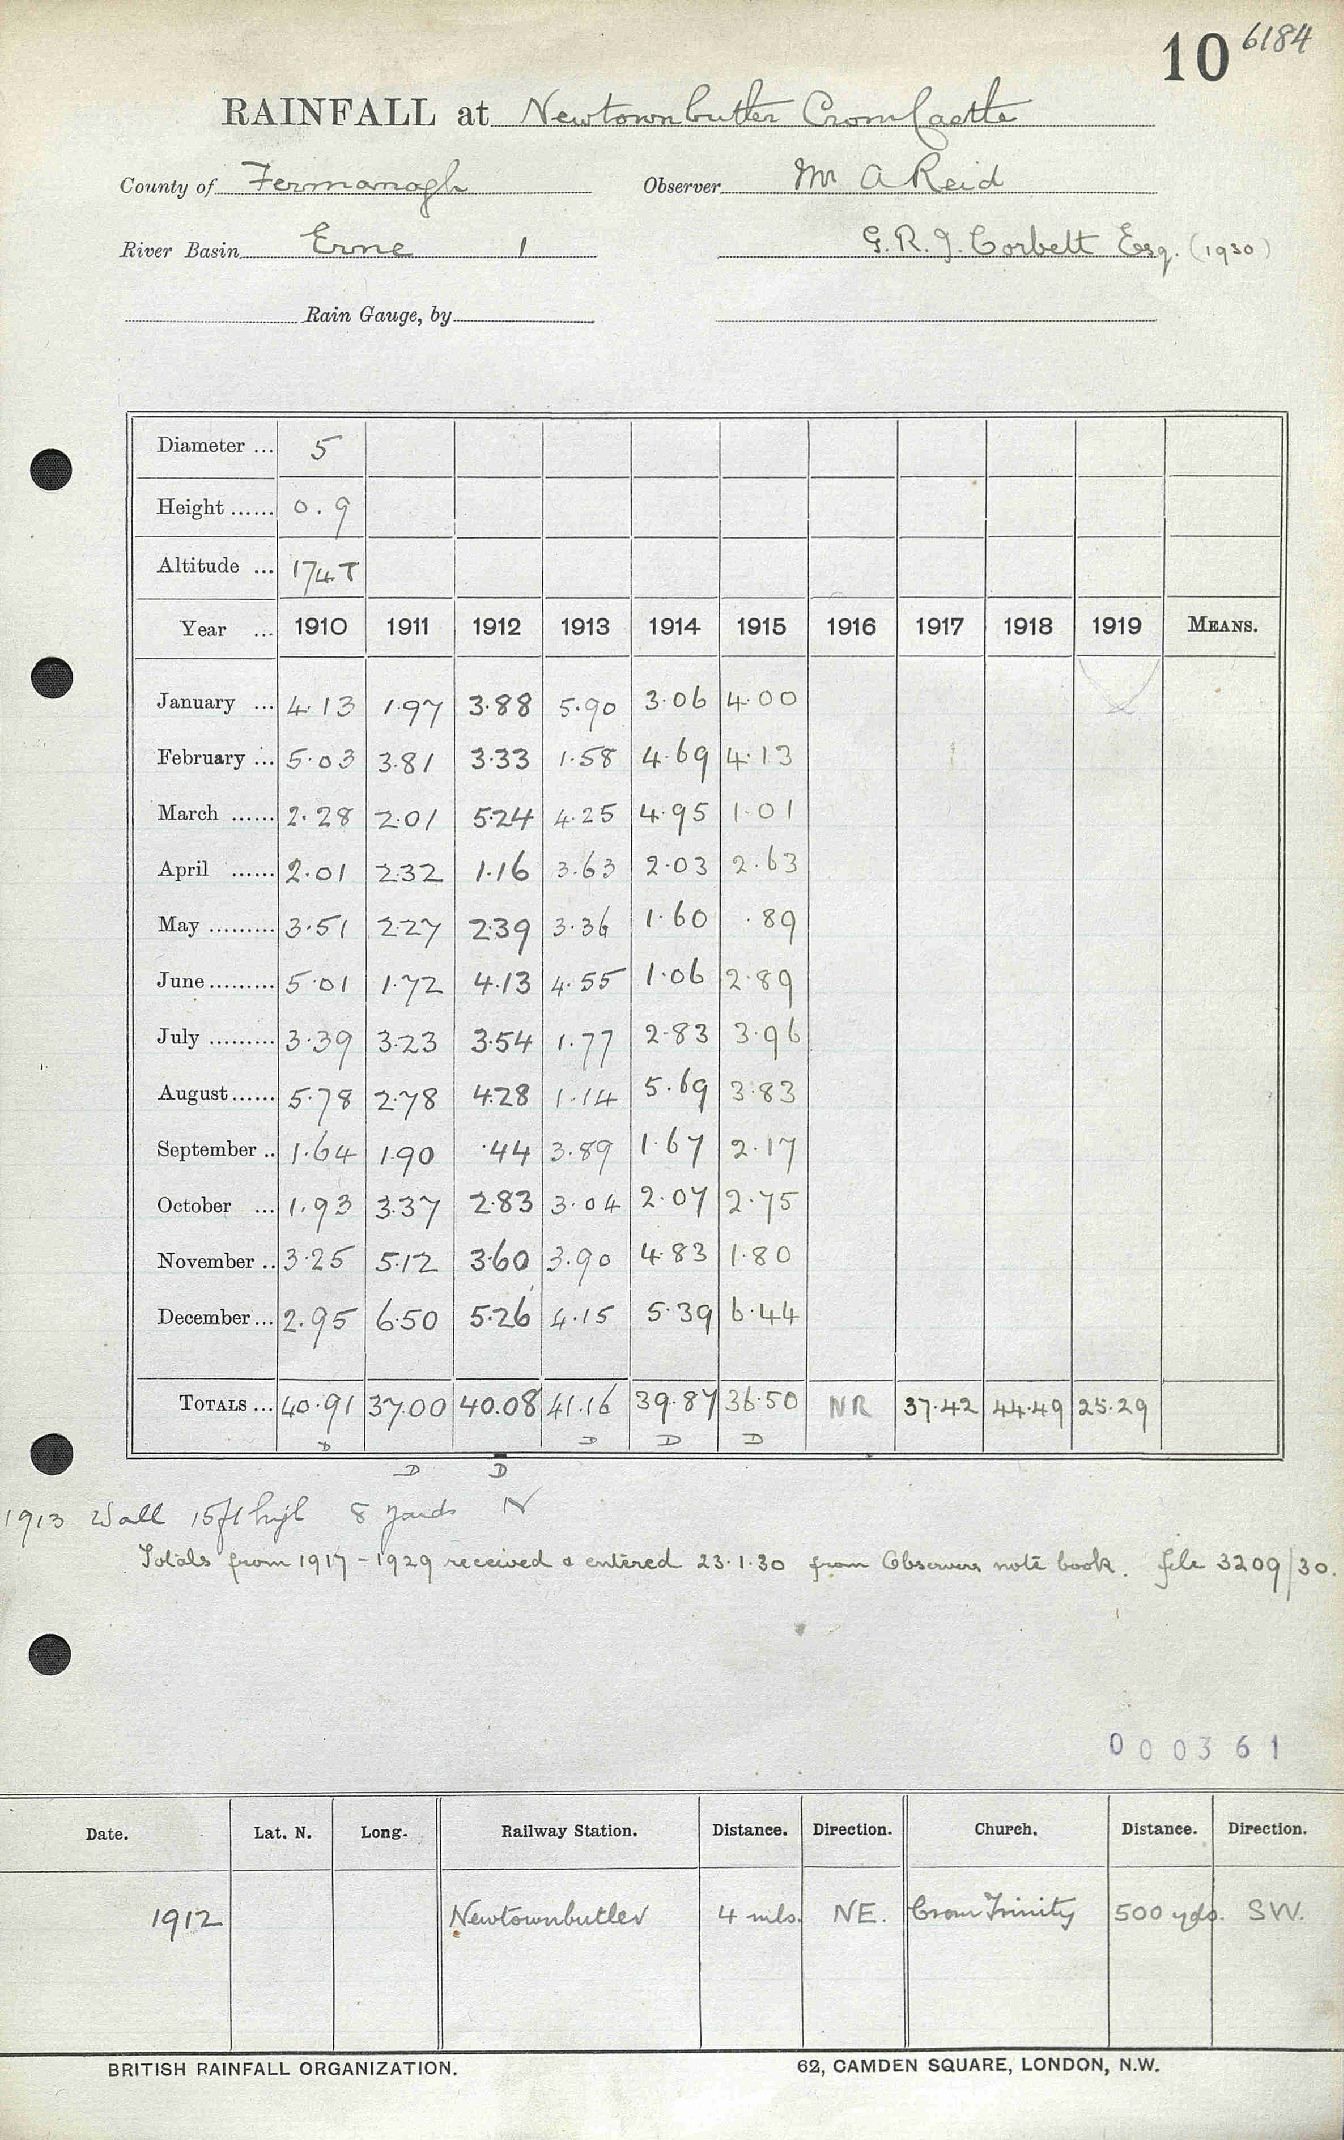 10 6184
RAINFALL at Newtownbutler Crom Castle
County of Fermanagh Observer Mr A Reid
River Basin Erne 1 G. R. J. Corbett Esq. (1930)
Rain Gauge, by
Diameter ... 5
Height ...... 0.9
Altitude ... 174 T
Year ... 1910 1911 1912 1913 1914 1915 1916 1917 1918 1919 MEANS.
January ... 4.13 1.97 3.88 5.90 3.06 4.00
February ... 5.03 3.81 3.33 1.58 4.69 4.13
March ...... 2.28 2.01 5.24 4.25 4.95 1.01
April ...... 2.01 2.32 1.16 3.63 2.03 2.63
May ......... 3.51 2.27 2.39 3.36 1.60 .89
June ......... 5.01 1.72 4.13 4.55 1.06 2.89
July ......... 3.39 3.23 3.54 1.77 2.83 3.96
August ...... 5.78 2.78 4.28 1.14 5.69 3.83
September .. 1.64 1.90 .44 3.89 1.67 2.17
October ... 1.93 3.37 2.83 3.04 2.07 2.75
November .. 3.25 5.12 3.60 3.90 4.83 1.80
December ... 2.95 6.50 5.26 4.15 5.39 6.44
TOTALS ... 40.91 37.00 40.08 41.16 39.87 36.50 NR 37.42 44.49 25.29
D D D D
D D
1913 Wall 15 ft high 8 yards N
Totals from 1917 - 1929 received & entered 23.1.30 from Observers note book. file 3209/30.
000361
Date. Lat. N. Long. Railway Station. Distance. Direction. Church. Distance. Direction.
1912 Newtownbutler 4 mls. NE. Crom Trinity 500 yds. SW.
BRITISH RAINFALL ORGANIZATION. 62, CAMDEN SQUARE, LONDON, N.W.